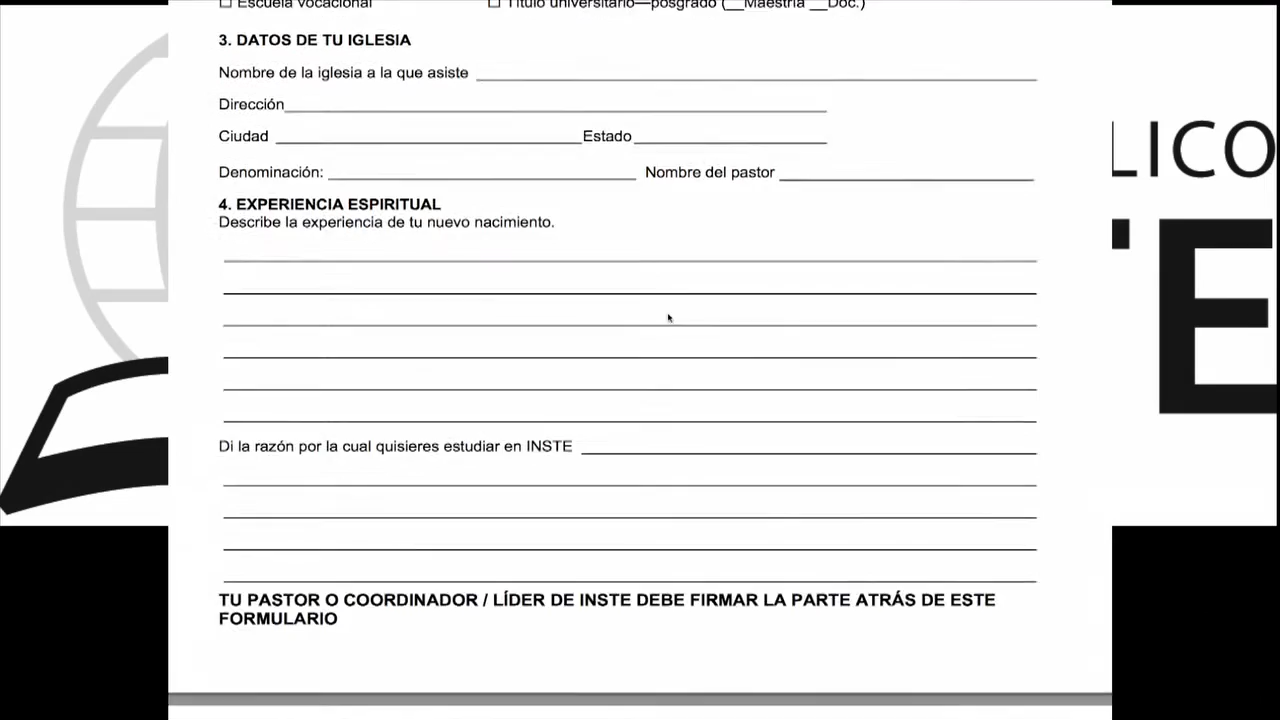 ☐ Escuela vocacional ☐ Título universitario—posgrado (__Maestría __Doc.)
3. DATOS DE TU IGLESIA
Nombre de la iglesia a la que asiste
Dirección
Ciudad Estado
Denominación: Nombre del pastor
4. EXPERIENCIA ESPIRITUAL
Describe la experiencia de tu nuevo nacimiento.
Di la razón por la cual quisieres estudiar en INSTE
TU PASTOR O COORDINADOR / LÍDER DE INSTE DEBE FIRMAR LA PARTE ATRÁS DE ESTE
FORMULARIO
LICO
E